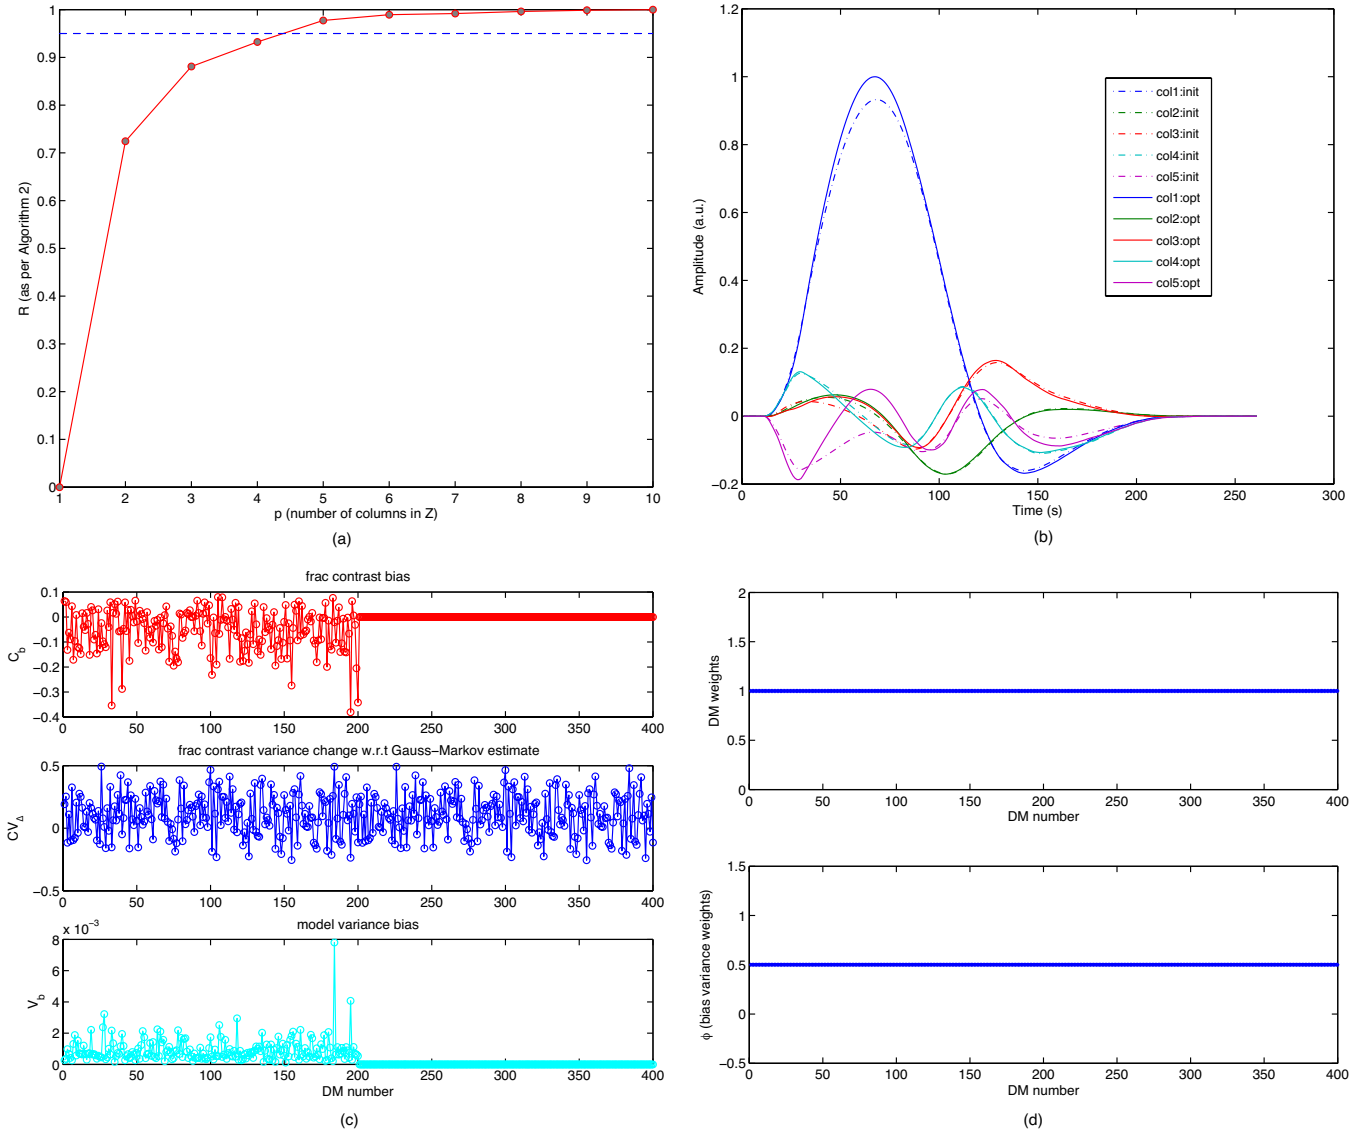 1
0.9
0.8
0.7
0.6
0.5
0.4
0.3
0.2
0.1
0
R (as per Algorithm 2)
1 2 3 4 5 6 7 8 9 10
p (number of columns in Z)
(a)
1.2
1
0.8
0.6
0.4
0.2
0
−0.2
Amplitude (a.u.)
col1:init
col2:init
col3:init
col4:init
col5:init
col1:opt
col2:opt
col3:opt
col4:opt
col5:opt
0 50 100 150 200 250 300
Time (s)
(b)
frac contrast bias
0.1
0
−0.1
−0.2
−0.3
−0.4
C_b
0 50 100 150 200 250 300 350 400
frac contrast variance change w.r.t Gauss−Markov estimate
0.5
0
−0.5
CV_Δ
0 50 100 150 200 250 300 350 400
x 10^−3
model variance bias
8
6
4
2
0
V_b
0 50 100 150 200 250 300 350 400
DM number
(c)
2
1.5
1
0.5
0
DM weights
0 50 100 150 200 250 300 350 400
DM number
1.5
1
0.5
0
−0.5
ϕ (bias variance weights)
0 50 100 150 200 250 300 350 400
DM number
(d)